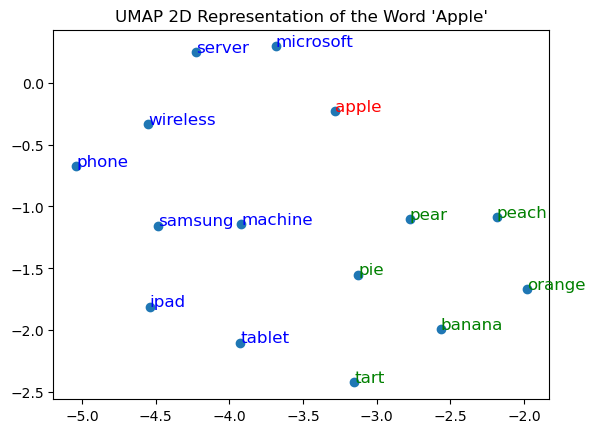 UMAP 2D Representation of the Word 'Apple'
server
microsoft
0.0
apple
wireless
−0.5
phone
−1.0
samsung
machine
pear
peach
−1.5
pie
orange
ipad
−2.0
tablet
banana
tart
−2.5
−5.0 −4.5 −4.0 −3.5 −3.0 −2.5 −2.0